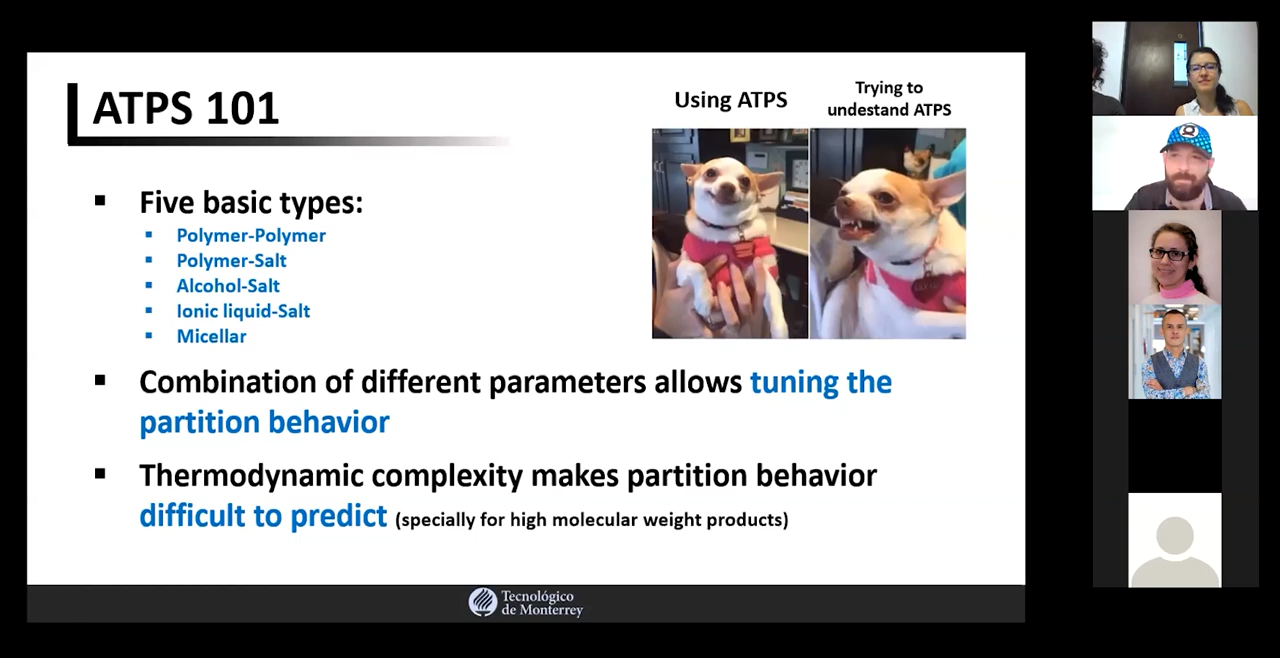 ATPS 101
Using ATPS
Trying to
undestand ATPS
Five basic types:
Polymer-Polymer
Polymer-Salt
Alcohol-Salt
Ionic liquid-Salt
Micellar
Combination of different parameters allows tuning the
partition behavior
Thermodynamic complexity makes partition behavior
difficult to predict (specially for high molecular weight products)
Tecnológico
de Monterrey